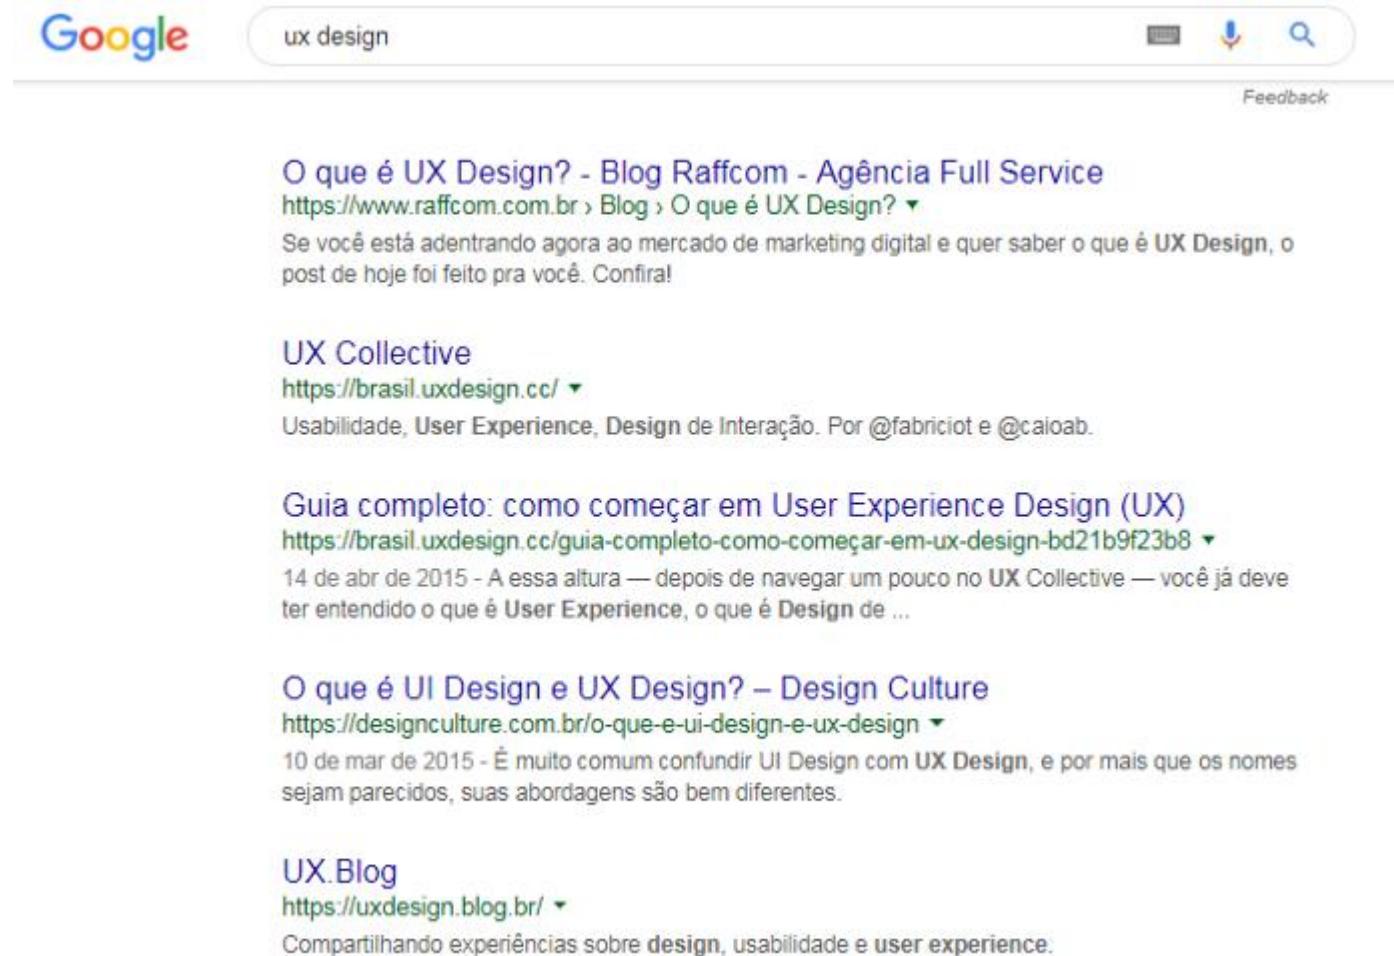 Google
ux design
Feedback
O que é UX Design? - Blog Raffcom - Agência Full Service
https://www.raffcom.com.br › Blog › O que é UX Design?
Se você está adentrando agora ao mercado de marketing digital e quer saber o que é UX Design, o
post de hoje foi feito pra você. Confira!
UX Collective
https://brasil.uxdesign.cc/
Usabilidade, User Experience, Design de Interação. Por @fabriciot e @caioab.
Guia completo: como começar em User Experience Design (UX)
https://brasil.uxdesign.cc/guia-completo-como-começar-em-ux-design-bd21b9f23b8
14 de abr de 2015 - A essa altura — depois de navegar um pouco no UX Collective — você já deve
ter entendido o que é User Experience, o que é Design de ...
O que é UI Design e UX Design? – Design Culture
https://designculture.com.br/o-que-e-ui-design-e-ux-design
10 de mar de 2015 - É muito comum confundir UI Design com UX Design, e por mais que os nomes
sejam parecidos, suas abordagens são bem diferentes.
UX.Blog
https://uxdesign.blog.br/
Compartilhando experiências sobre design, usabilidade e user experience.